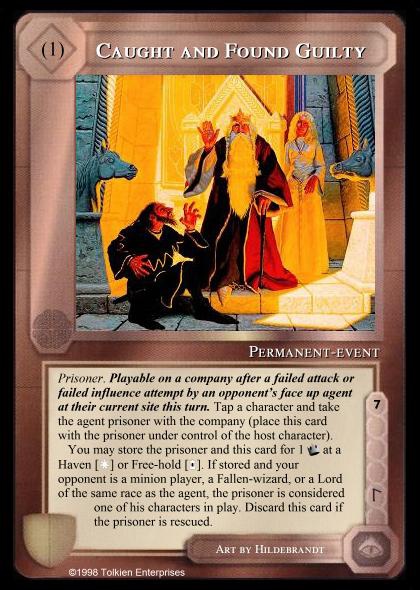 (1)
CAUGHT AND FOUND GUILTY
PERMANENT-EVENT
Prisoner. Playable on a company after a failed attack or
failed influence attempt by an opponent's face up agent
at their current site this turn. Tap a character and take
the agent prisoner with the company (place this card
with the prisoner under control of the host character).
You may store the prisoner and this card for 1 at a
Haven [ ] or Free-hold [ ]. If stored and your
opponent is a minion player, a Fallen-wizard, or a Lord
of the same race as the agent, the prisoner is considered
one of his characters in play. Discard this card if
the prisoner is rescued.
7
ART BY HILDEBRANDT
©1998 Tolkien Enterprises